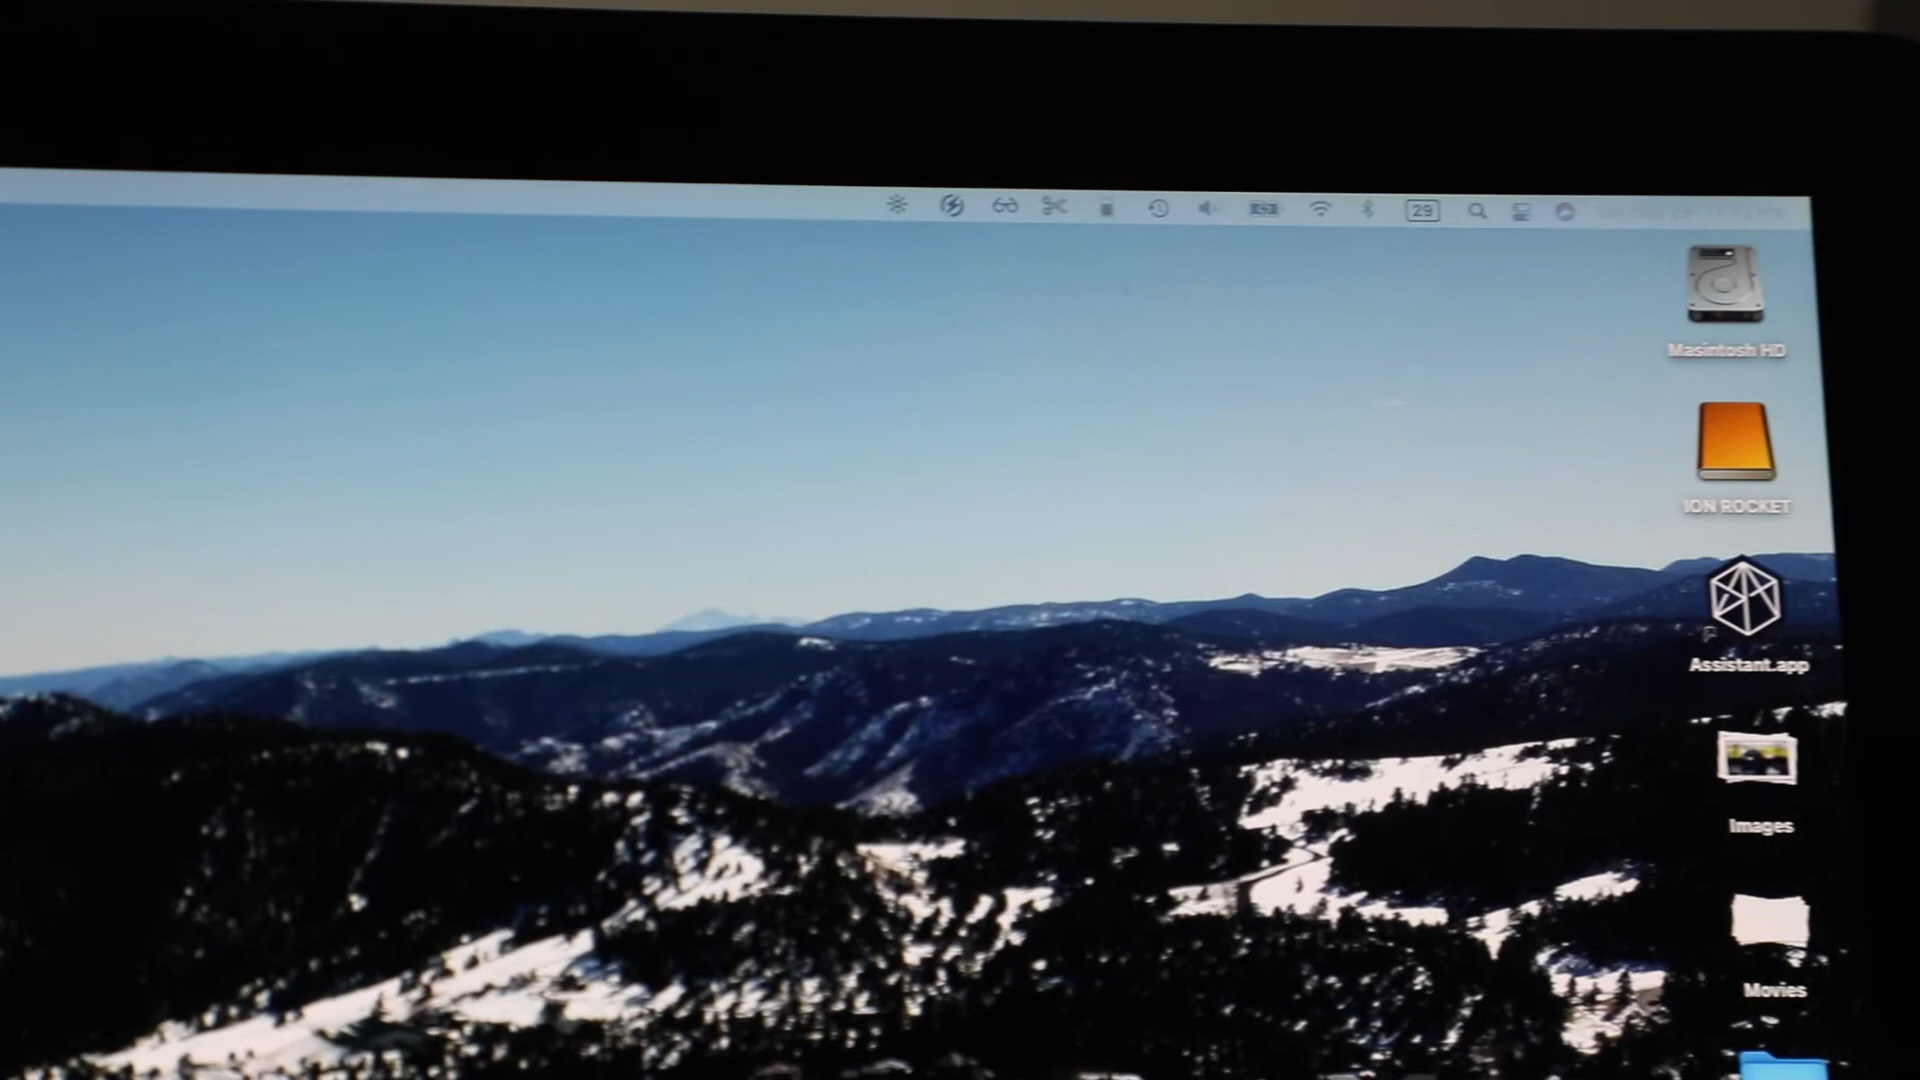 29
Masintosh HD
ION ROCKET
Assistant.app
Images
Movies